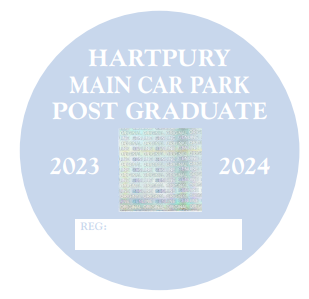 HARTPURY
MAIN CAR PARK
POST GRADUATE
2023 2024
REG: